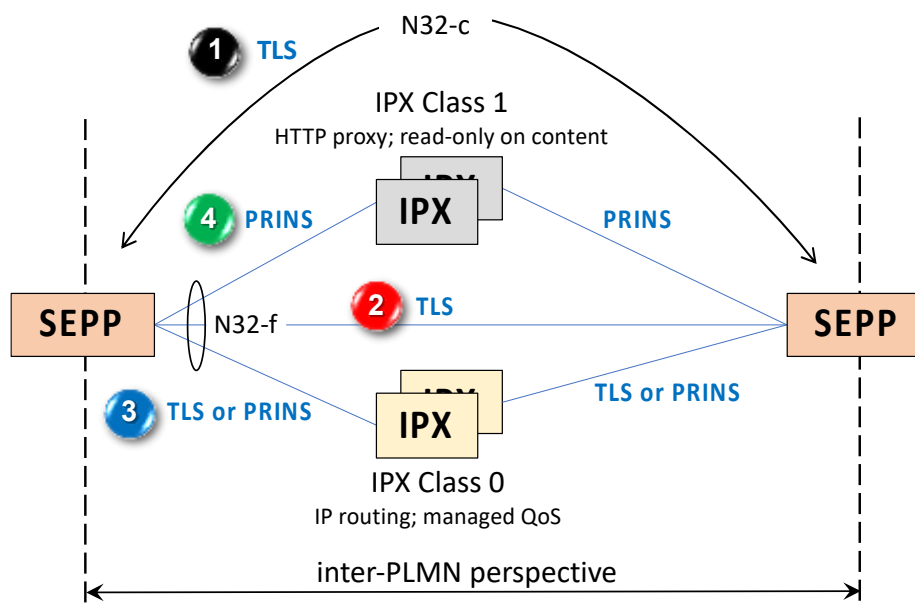 N32-c
1 TLS
IPX Class 1
HTTP proxy; read-only on content
IPX
IPX
4 PRINS
PRINS
SEPP
N32-f
2 TLS
SEPP
3 TLS or PRINS
IPX
IPX
TLS or PRINS
IPX Class 0
IP routing; managed QoS
inter-PLMN perspective